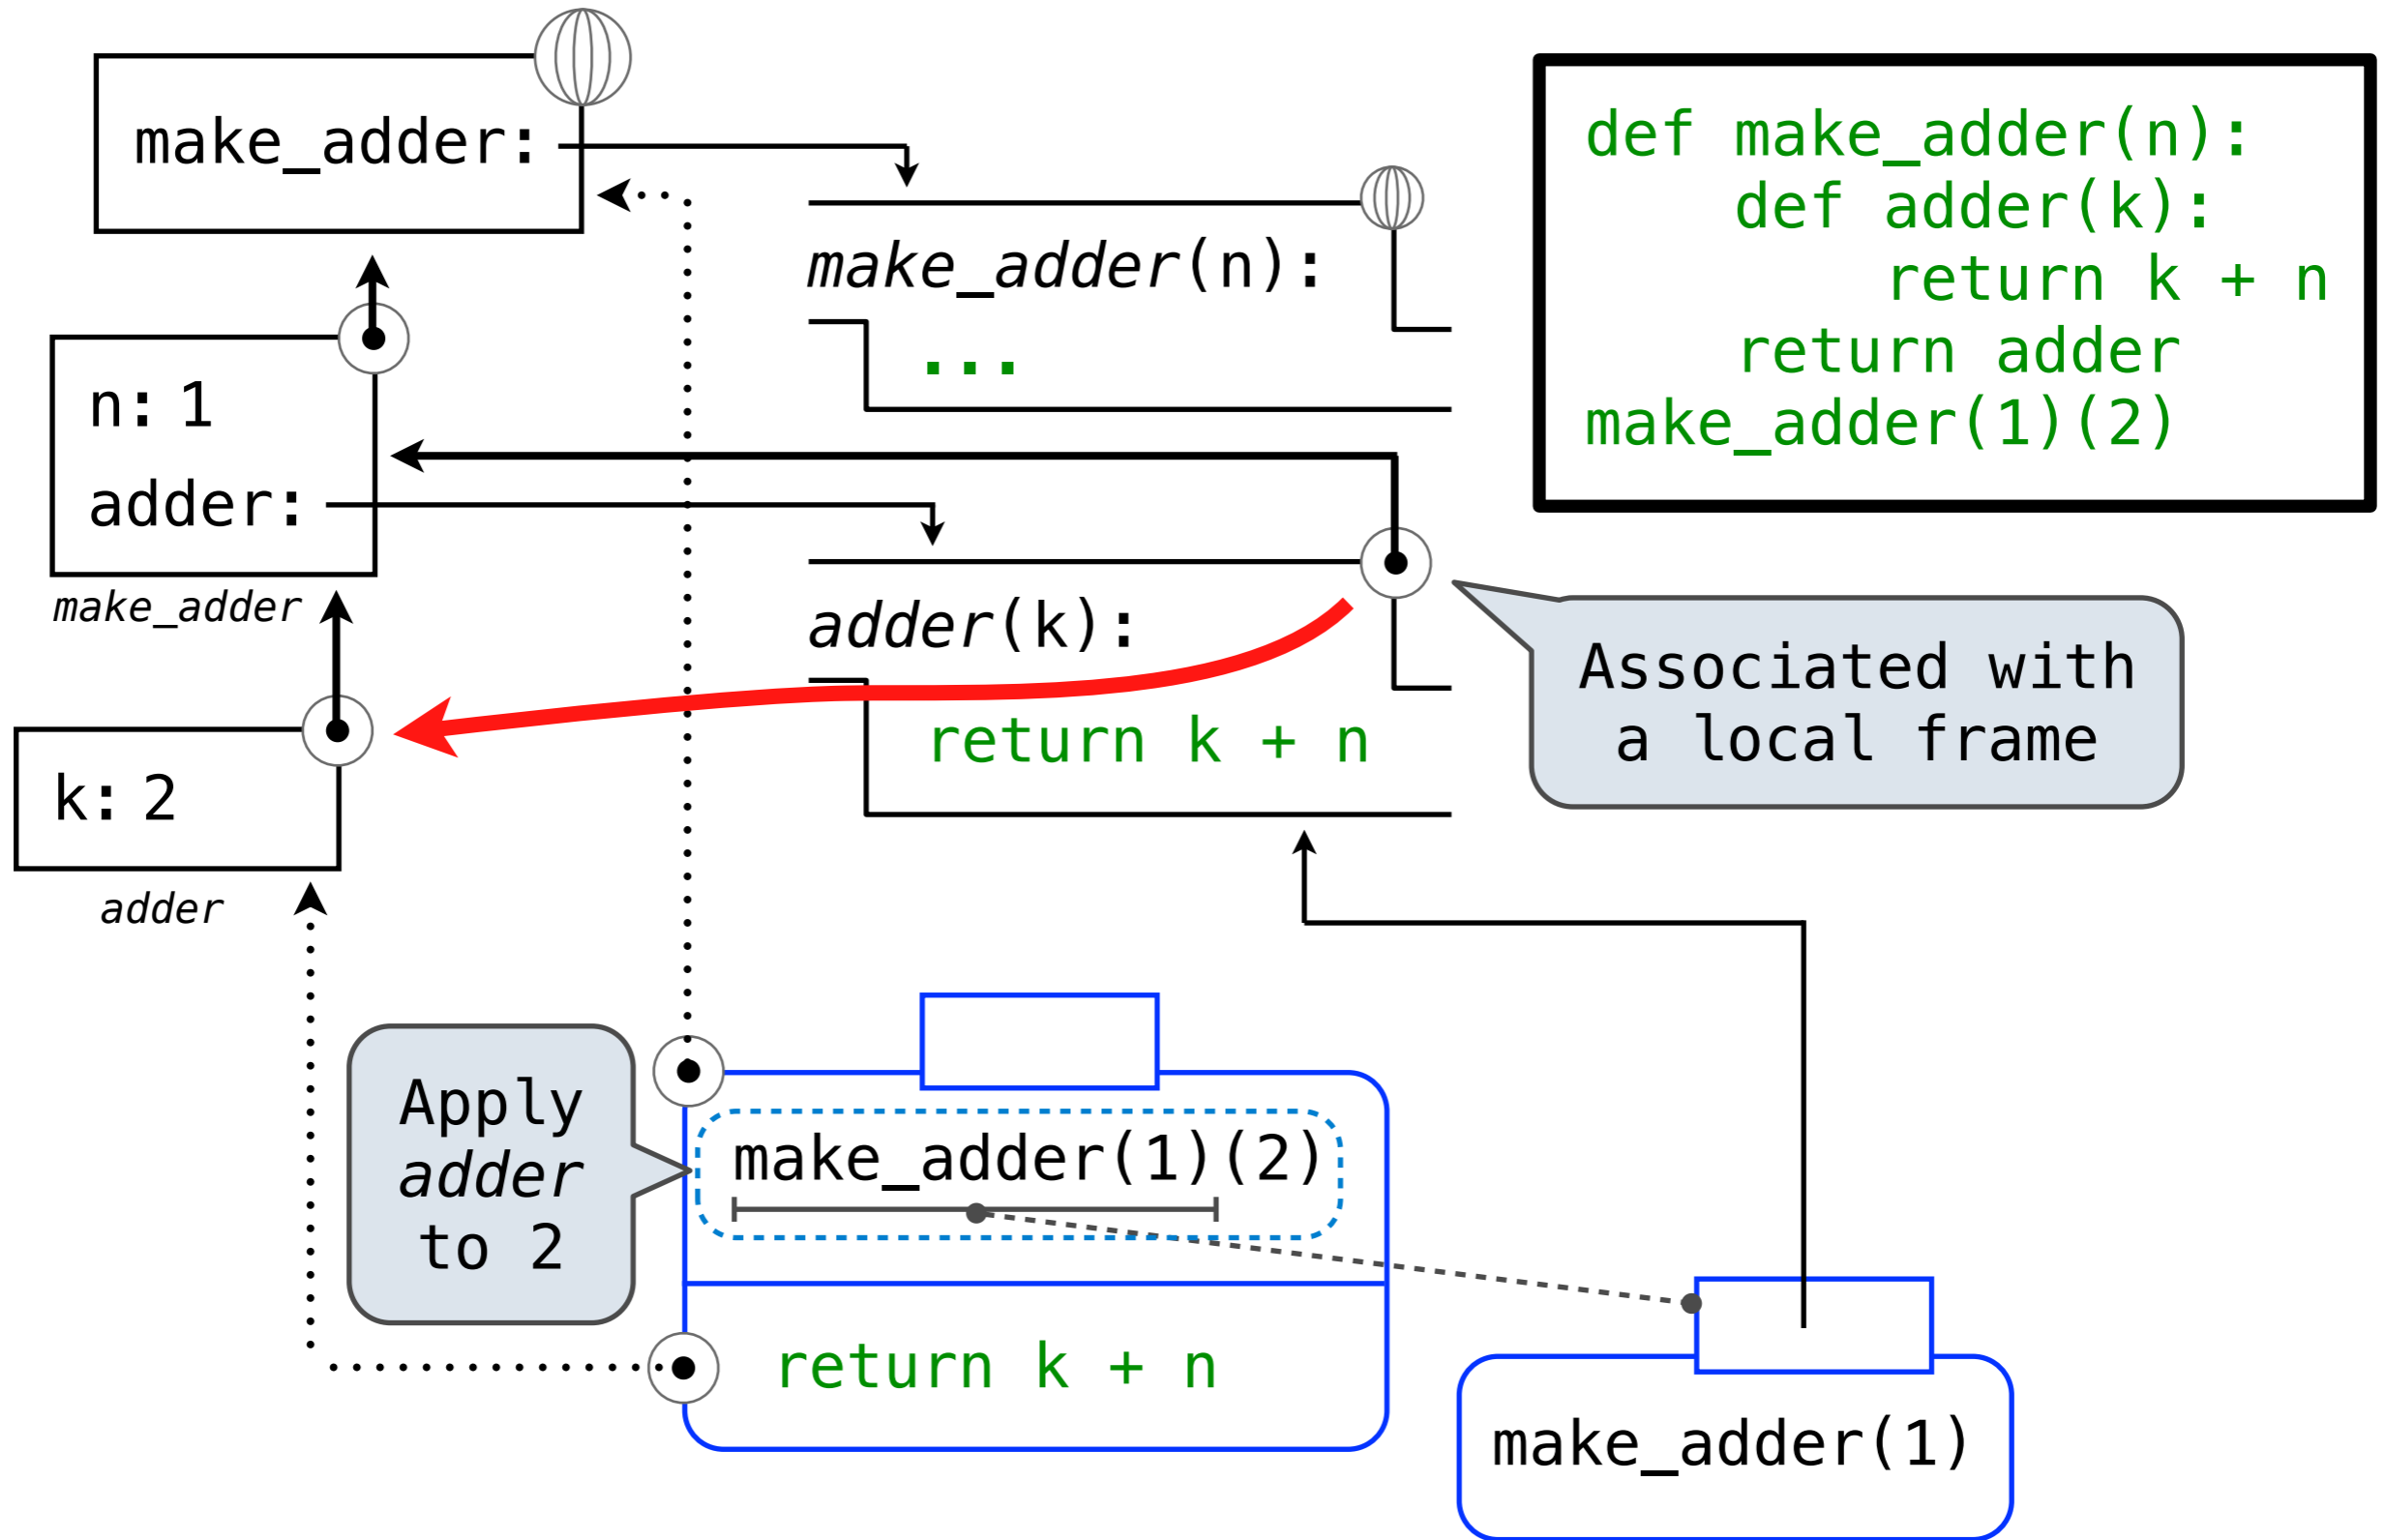 make_adder:
def make_adder(n):
def adder(k):
return k + n
return adder
make_adder(1)(2)
make_adder(n):
...
n: 1
adder:
make_adder
adder(k):
return k + n
Associated with
a local frame
k: 2
adder
Apply
adder
to 2
make_adder(1)(2)
return k + n
make_adder(1)